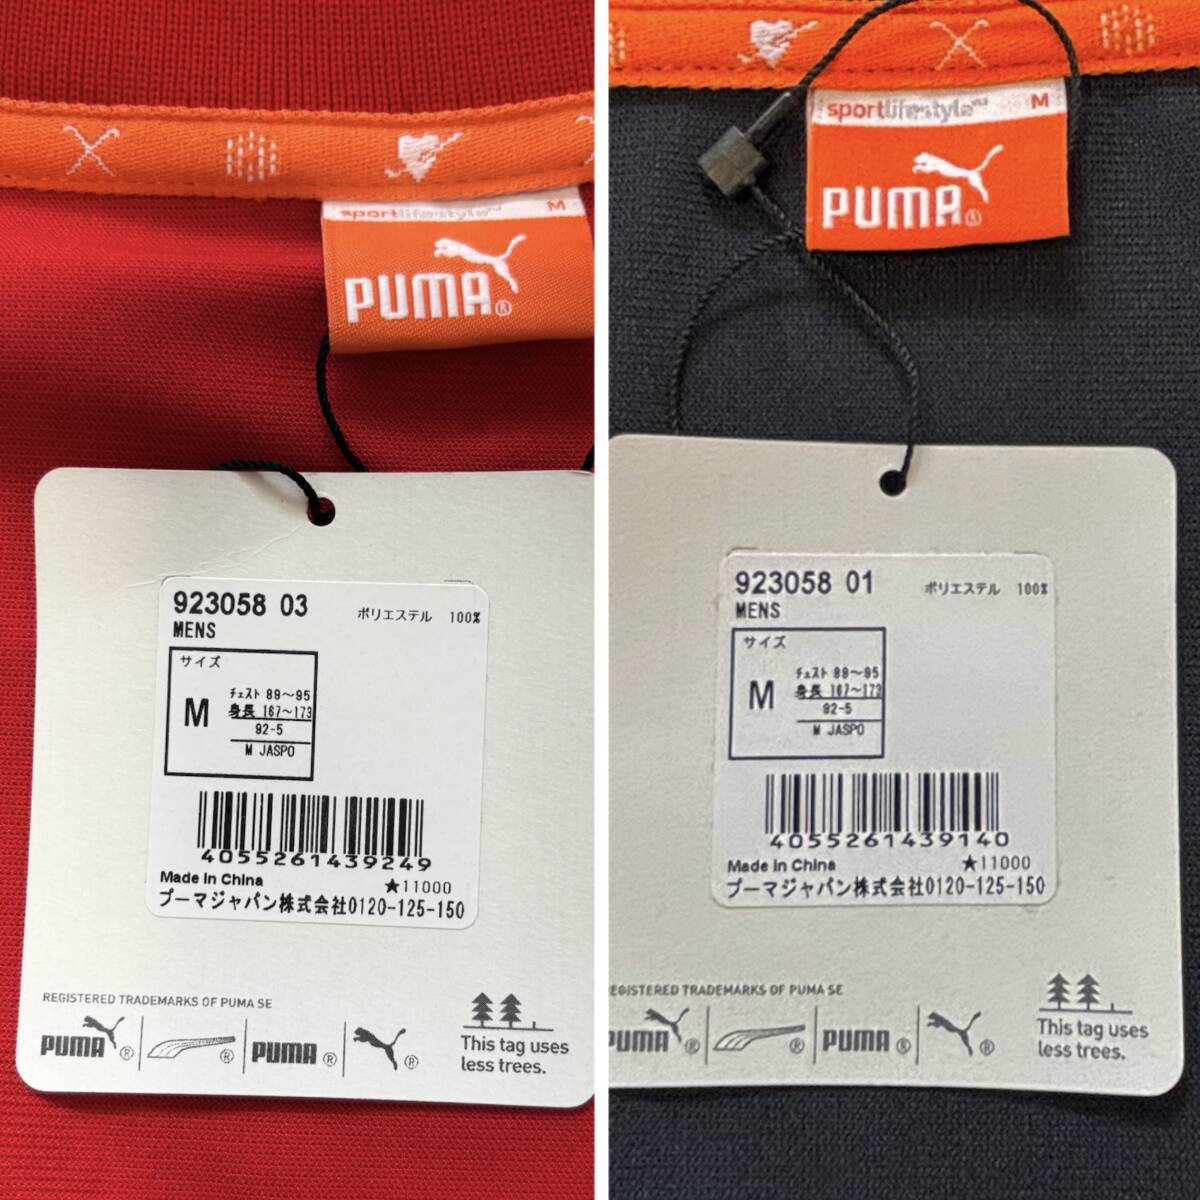 sportlifestyle M
PUMA®
923058 03
MENS
ポリエステル 100%
サイズ
M
チェスト 89～95
身長 167～173
92-5
M JASPO
4055261439249
Made in China
★11000
プーマジャパン株式会社0120-125-150
REGISTERED TRADEMARKS OF PUMA SE
PUMA® ® PUMA® ®
This tag uses
less trees.
sportlifestyle M
PUMA®
923058 01
MENS
ポリエステル 100%
サイズ
M
チェスト 89～95
身長 167～173
92-5
M JASPO
4055261439140
Made in China
★11000
プーマジャパン株式会社0120-125-150
EGISTERED TRADEMARKS OF PUMA SE
PUMA® ® PUMA® ®
This tag uses
less trees.